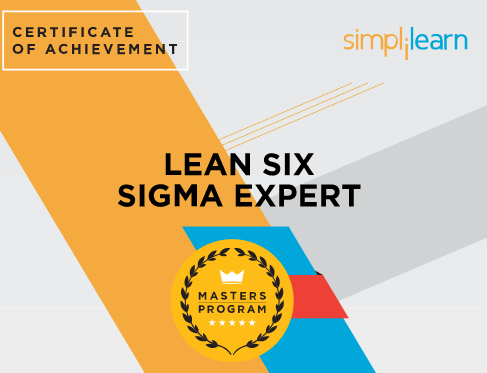 CERTIFICATE
OF ACHIEVEMENT
simplilearn
LEAN SIX
SIGMA EXPERT
MASTERS
PROGRAM